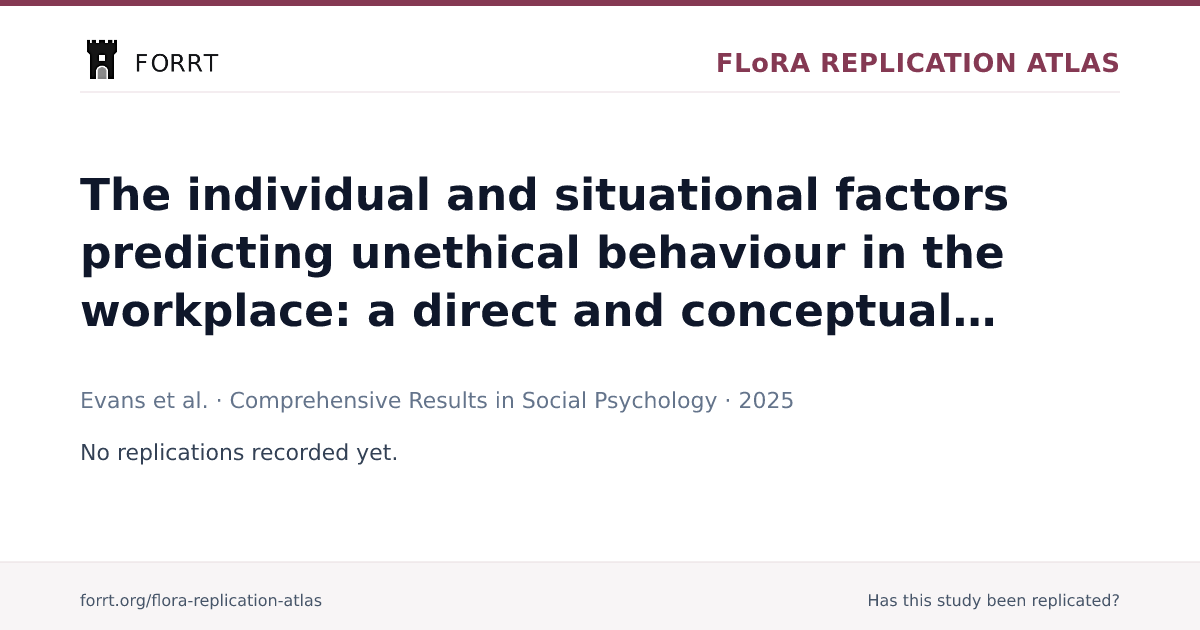 FORRT
FLoRA REPLICATION ATLAS
The individual and situational factors
predicting unethical behaviour in the
workplace: a direct and conceptual…
Evans et al. · Comprehensive Results in Social Psychology · 2025
No replications recorded yet.
forrt.org/flora-replication-atlas
Has this study been replicated?